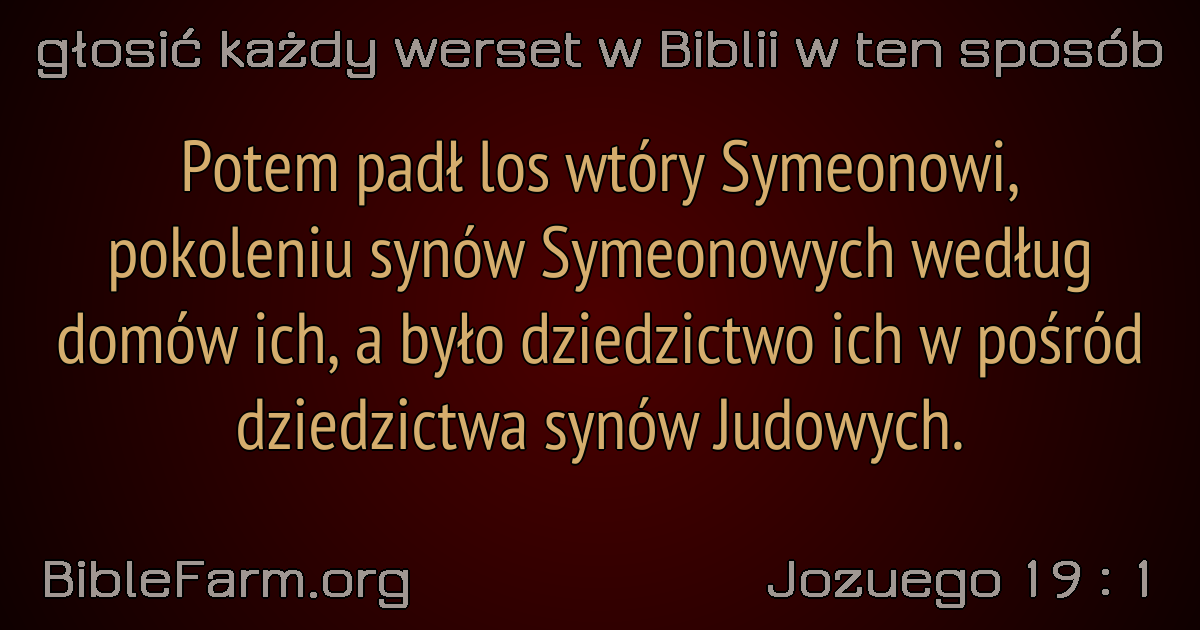 głosić każdy werset w Biblii w ten sposób
Potem padł los wtóry Symeonowi,
pokoleniu synów Symeonowych według
domów ich, a było dziedzictwo ich w pośród
dziedzictwa synów Judowych.
BibleFarm.org
Jozuego 19 : 1